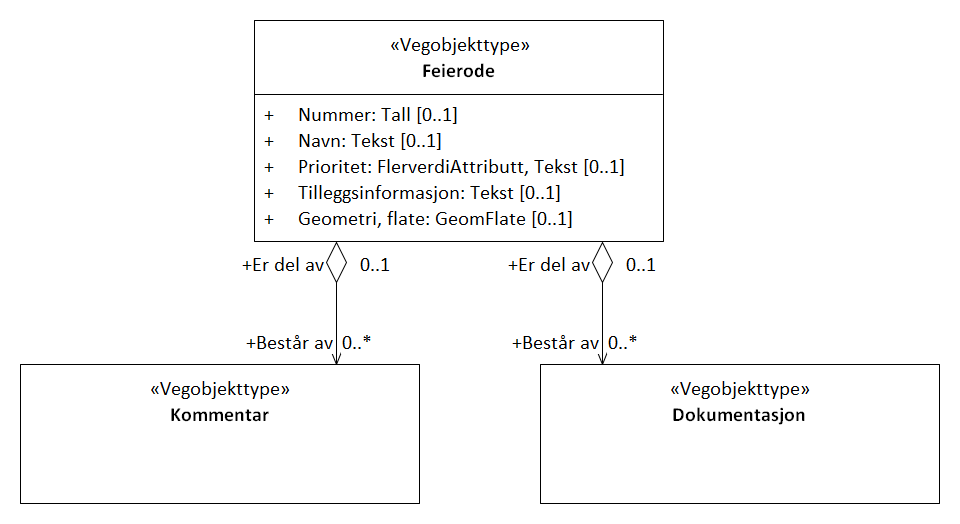 «Vegobjekttype»
Feierode
+ Nummer: Tall [0..1]
+ Navn: Tekst [0..1]
+ Prioritet: FlerverdiAttributt, Tekst [0..1]
+ Tilleggsinformasjon: Tekst [0..1]
+ Geometri, flate: GeomFlate [0..1]
+Er del av 0..1
+Er del av 0..1
+Består av 0..*
+Består av 0..*
«Vegobjekttype»
Kommentar
«Vegobjekttype»
Dokumentasjon